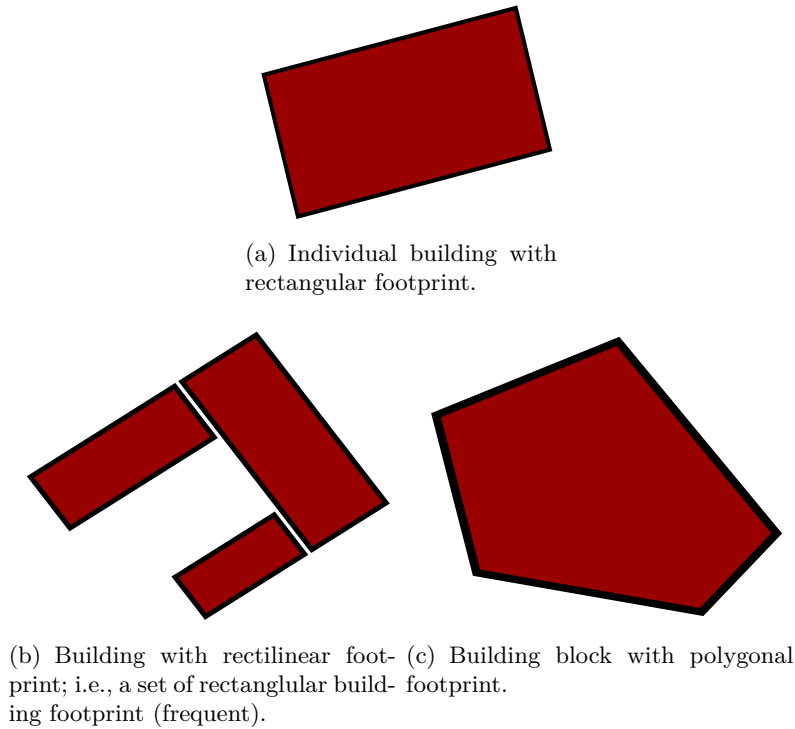 (a) Individual building with
rectangular footprint.
(b) Building with rectilinear foot-
print; i.e., a set of rectanglular build-
ing footprint (frequent).
(c) Building block with polygonal
footprint.